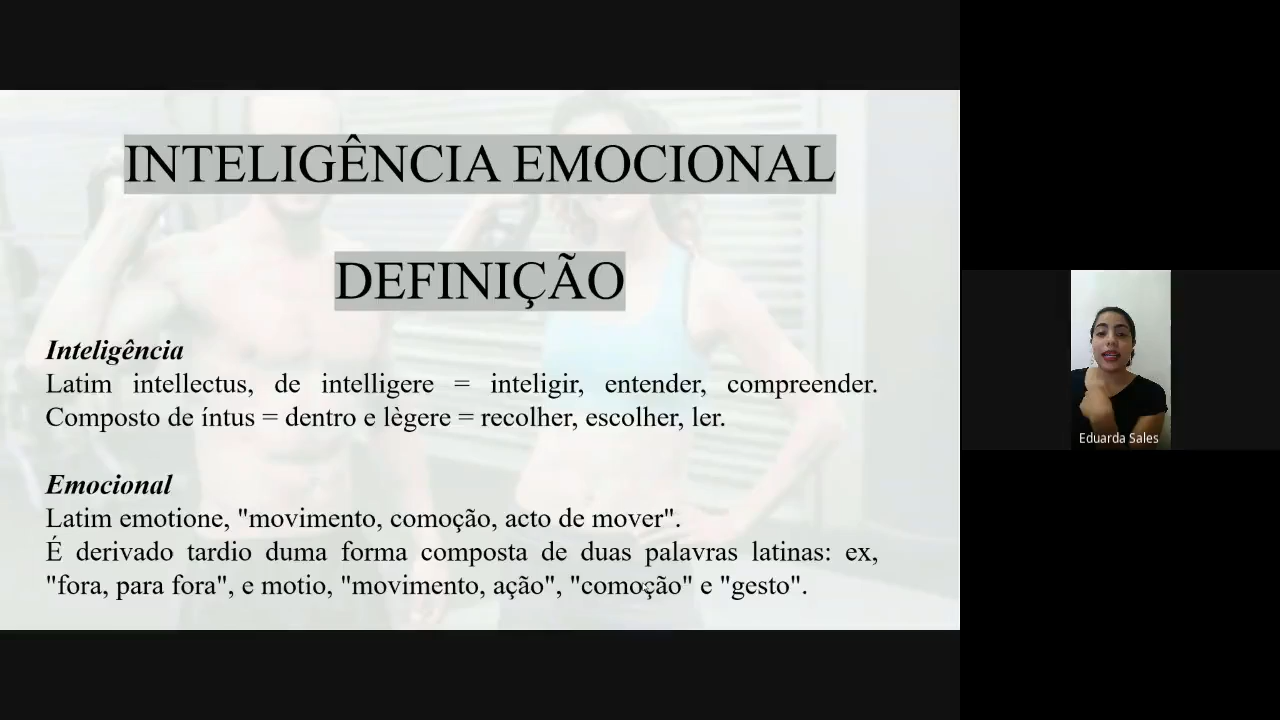 INTELIGÊNCIA EMOCIONAL
DEFINIÇÃO
Inteligência
Latim intellectus, de intelligere = inteligir, entender, compreender.
Composto de íntus = dentro e lègere = recolher, escolher, ler.
Emocional
Latim emotione, "movimento, comoção, acto de mover".
É derivado tardio duma forma composta de duas palavras latinas: ex,
"fora, para fora", e motio, "movimento, ação", "comoção" e "gesto".
Eduarda Sales